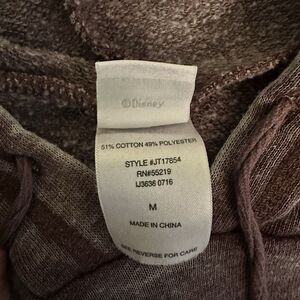 ©Disney
51% COTTON 49% POLYESTER
STYLE #JT17854
RN#55219
IJ3636 0716
M
MADE IN CHINA
SEE REVERSE FOR CARE